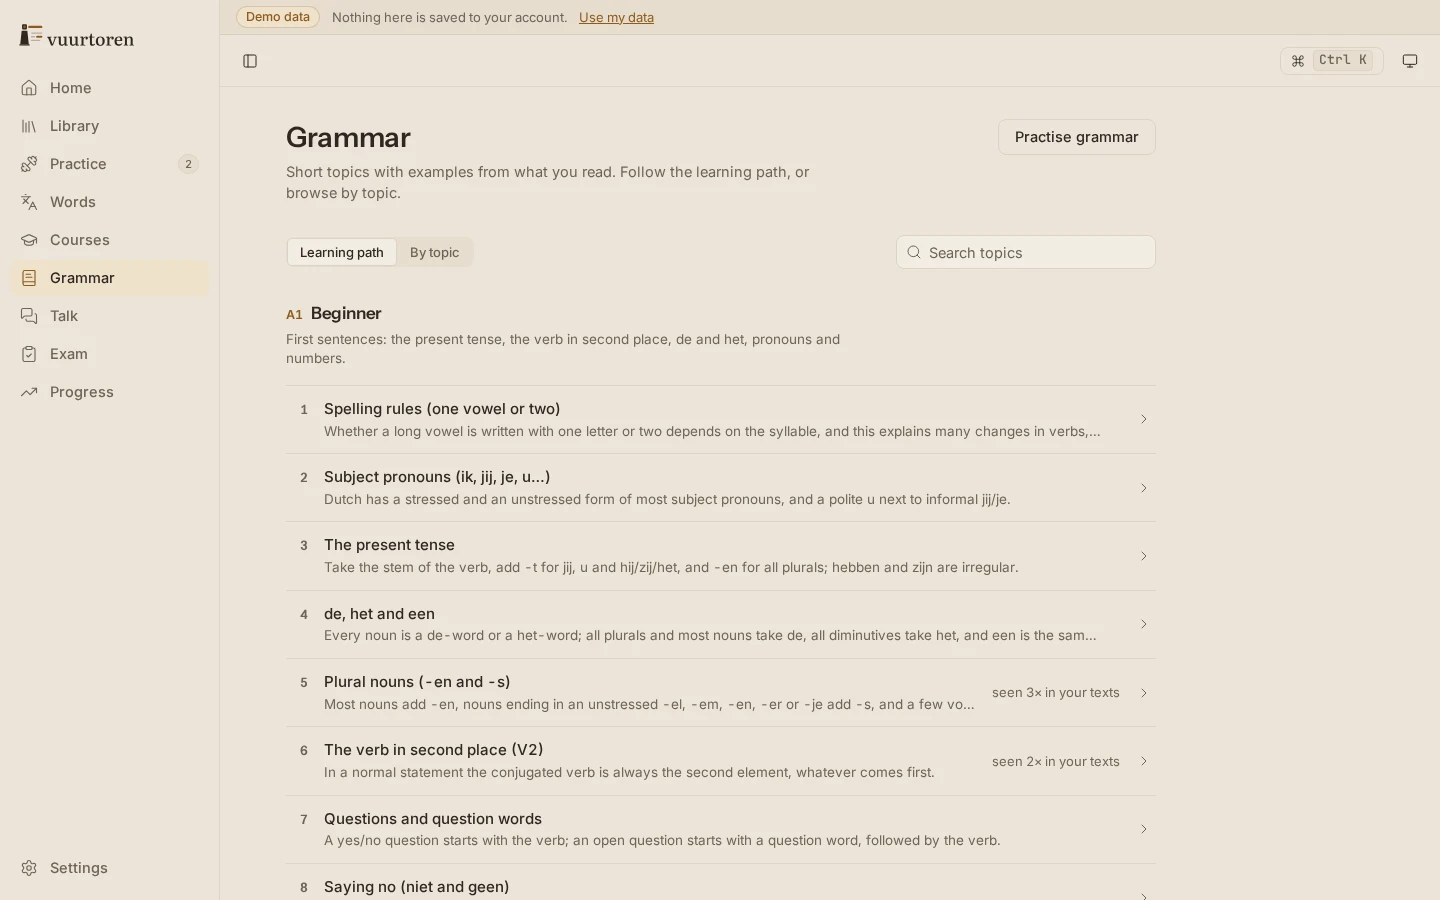 vuurtoren
Home
Library
Practice 2
Words
Courses
Grammar
Talk
Exam
Progress
Settings
Demo data Nothing here is saved to your account. Use my data
⌘ Ctrl K
Grammar
Practise grammar
Short topics with examples from what you read. Follow the learning path, or
browse by topic.
Learning path By topic
Search topics
A1 Beginner
First sentences: the present tense, the verb in second place, de and het, pronouns and
numbers.
1 Spelling rules (one vowel or two)
Whether a long vowel is written with one letter or two depends on the syllable, and this explains many changes in verbs,...
2 Subject pronouns (ik, jij, je, u...)
Dutch has a stressed and an unstressed form of most subject pronouns, and a polite u next to informal jij/je.
3 The present tense
Take the stem of the verb, add -t for jij, u and hij/zij/het, and -en for all plurals; hebben and zijn are irregular.
4 de, het and een
Every noun is a de-word or a het-word; all plurals and most nouns take de, all diminutives take het, and een is the sam...
5 Plural nouns (-en and -s)
Most nouns add -en, nouns ending in an unstressed -el, -em, -en, -er or -je add -s, and a few vo...
seen 3× in your texts
6 The verb in second place (V2)
In a normal statement the conjugated verb is always the second element, whatever comes first.
seen 2× in your texts
7 Questions and question words
A yes/no question starts with the verb; an open question starts with a question word, followed by the verb.
8 Saying no (niet and geen)